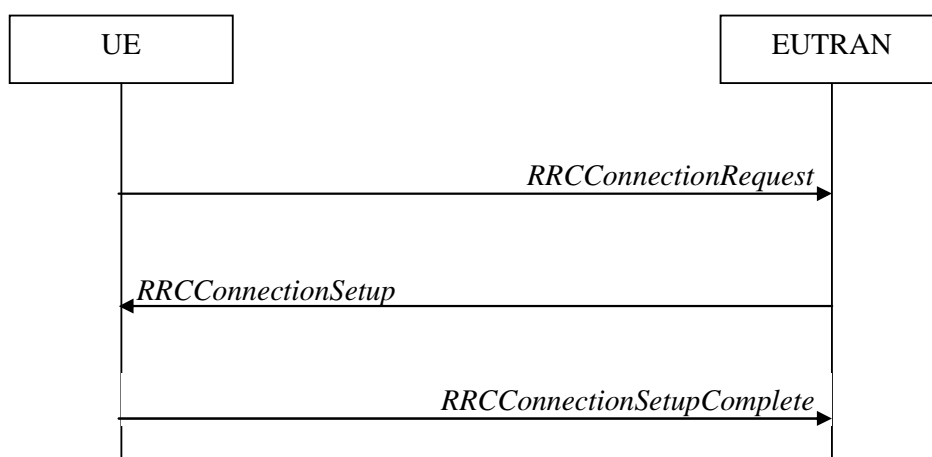 UE
EUTRAN
RRCConnectionRequest
RRCConnectionSetup
RRCConnectionSetupComplete